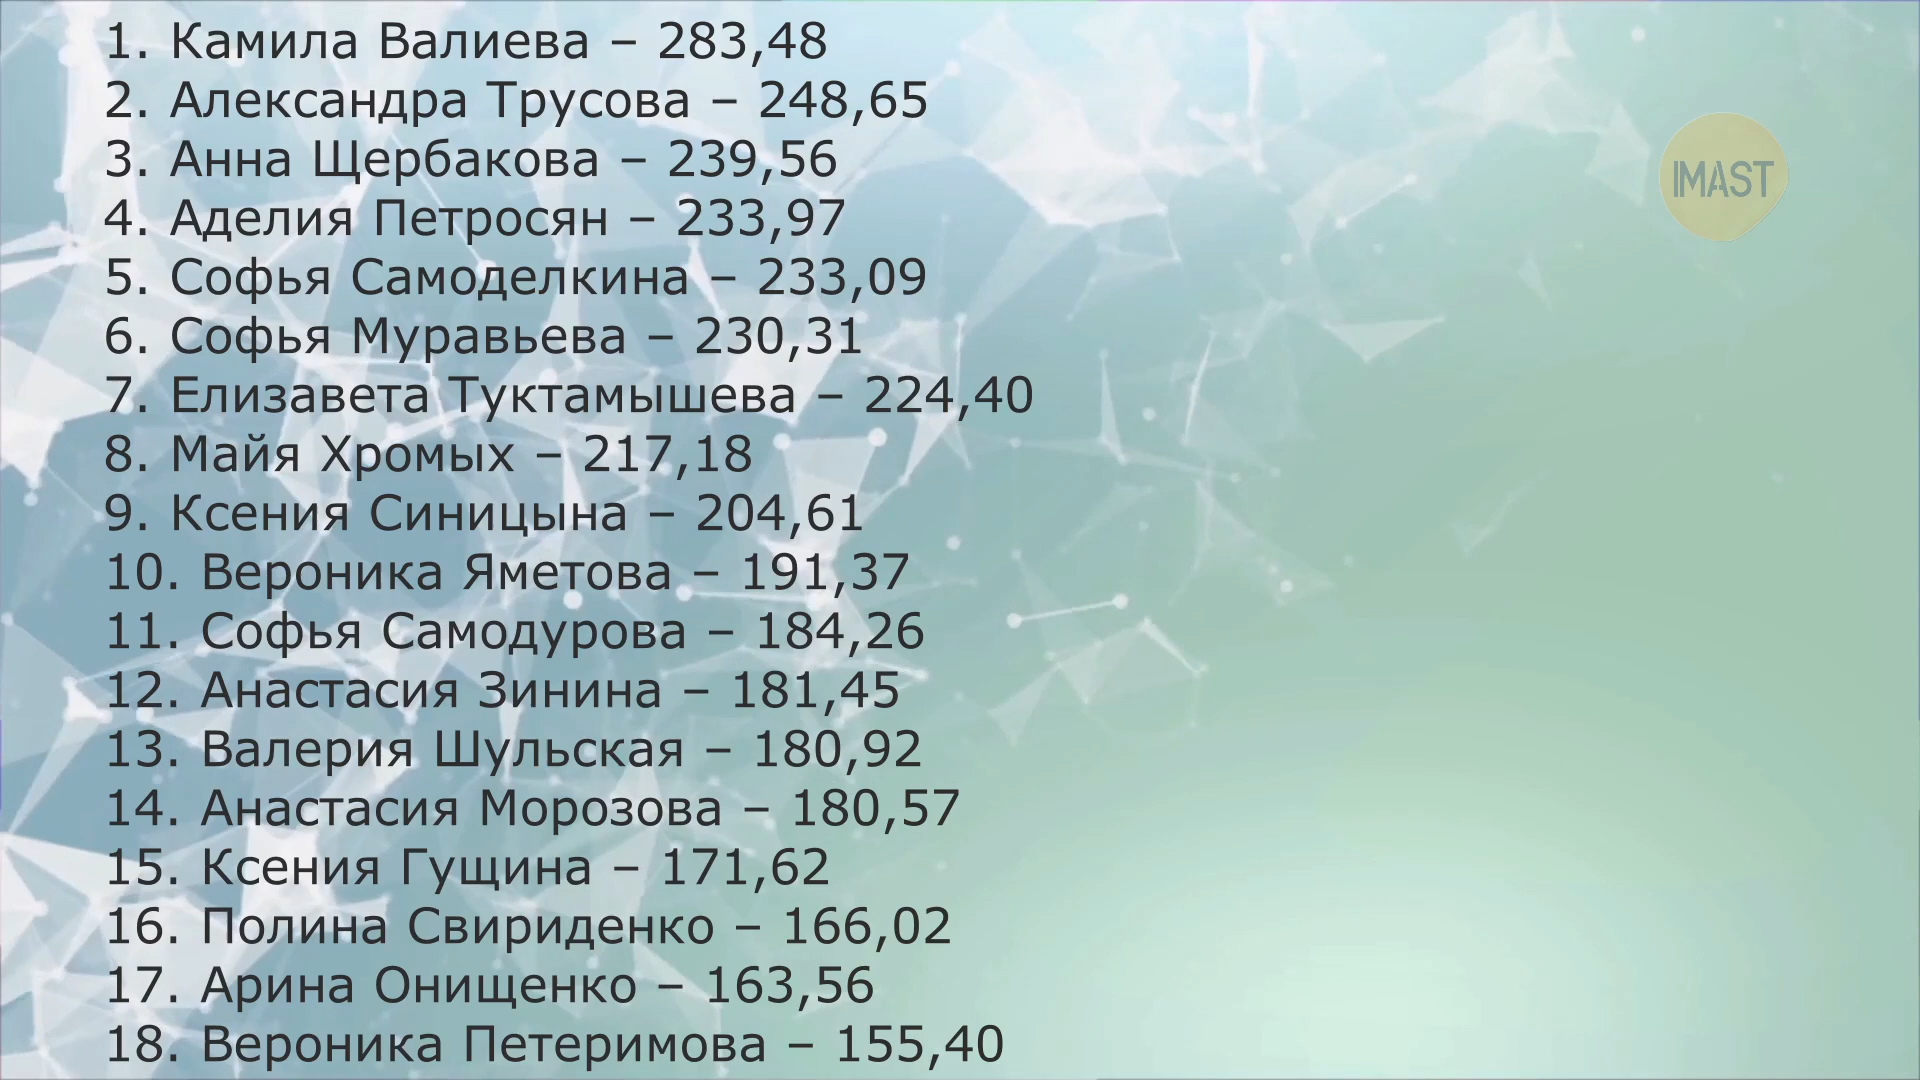 1. Камила Валиева – 283,48
2. Александра Трусова – 248,65
3. Анна Щербакова – 239,56
4. Аделия Петросян – 233,97
5. Софья Самоделкина – 233,09
6. Софья Муравьева – 230,31
7. Елизавета Туктамышева – 224,40
8. Майя Хромых – 217,18
9. Ксения Синицына – 204,61
10. Вероника Яметова – 191,37
11. Софья Самодурова – 184,26
12. Анастасия Зинина – 181,45
13. Валерия Шульская – 180,92
14. Анастасия Морозова – 180,57
15. Ксения Гущина – 171,62
16. Полина Свириденко – 166,02
17. Арина Онищенко – 163,56
18. Вероника Петеримова – 155,40
IMAST